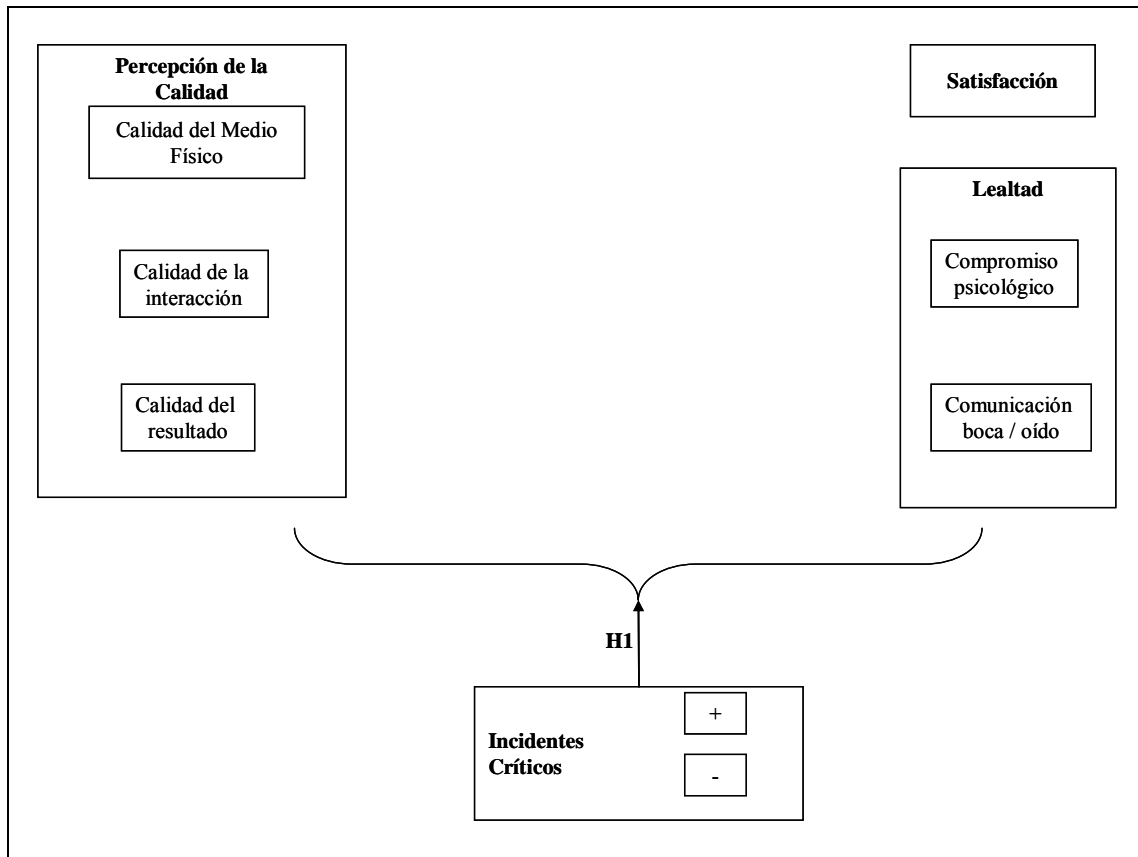 Percepción de la
Calidad
Calidad del Medio
Físico
Calidad de la
interacción
Calidad del
resultado
Satisfacción
Lealtad
Compromiso
psicológico
Comunicación
boca / oído
H1
Incidentes
Críticos
+
-